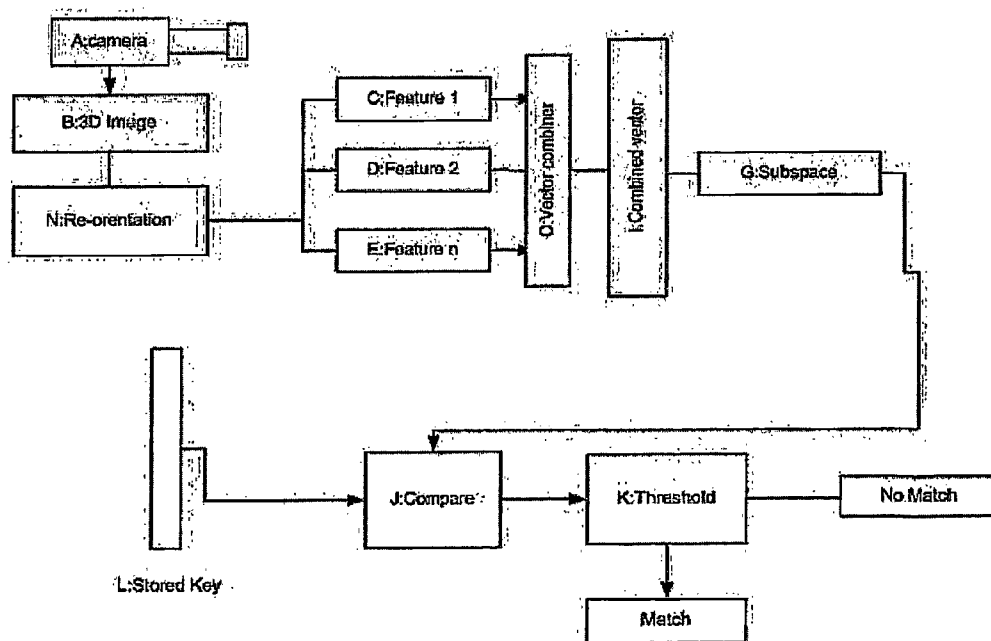 A:camera
B:3D Image
N:Re-orentation
C:Feature 1
D:Feature 2
E:Feature n
O:Vector combiner
I:Combined vector
G:Subspace
L:Stored Key
J:Compare
K:Threshold
No Match
Match